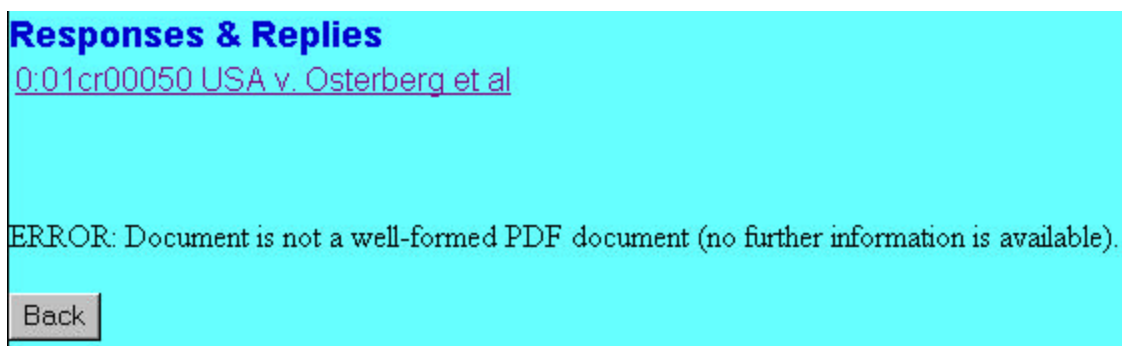 Responses & Replies
0:01cr00050 USA v. Osterberg et al
ERROR: Document is not a well-formed PDF document (no further information is available).
Back